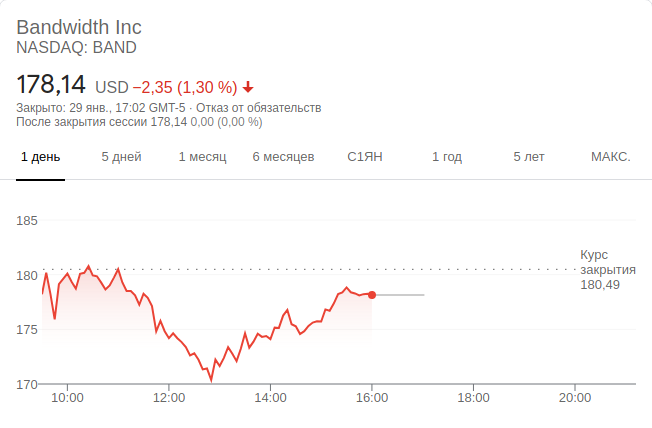 Bandwidth Inc
NASDAQ: BAND
178,14 USD −2,35 (1,30 %)
Закрыто: 29 янв., 17:02 GMT-5 · Отказ от обязательств
После закрытия сессии 178,14 0,00 (0,00 %)
1 день 5 дней 1 месяц 6 месяцев С1ЯН 1 год 5 лет МАКС.
185
180
175
170
Курс
закрытия
180,49
10:00 12:00 14:00 16:00 18:00 20:00